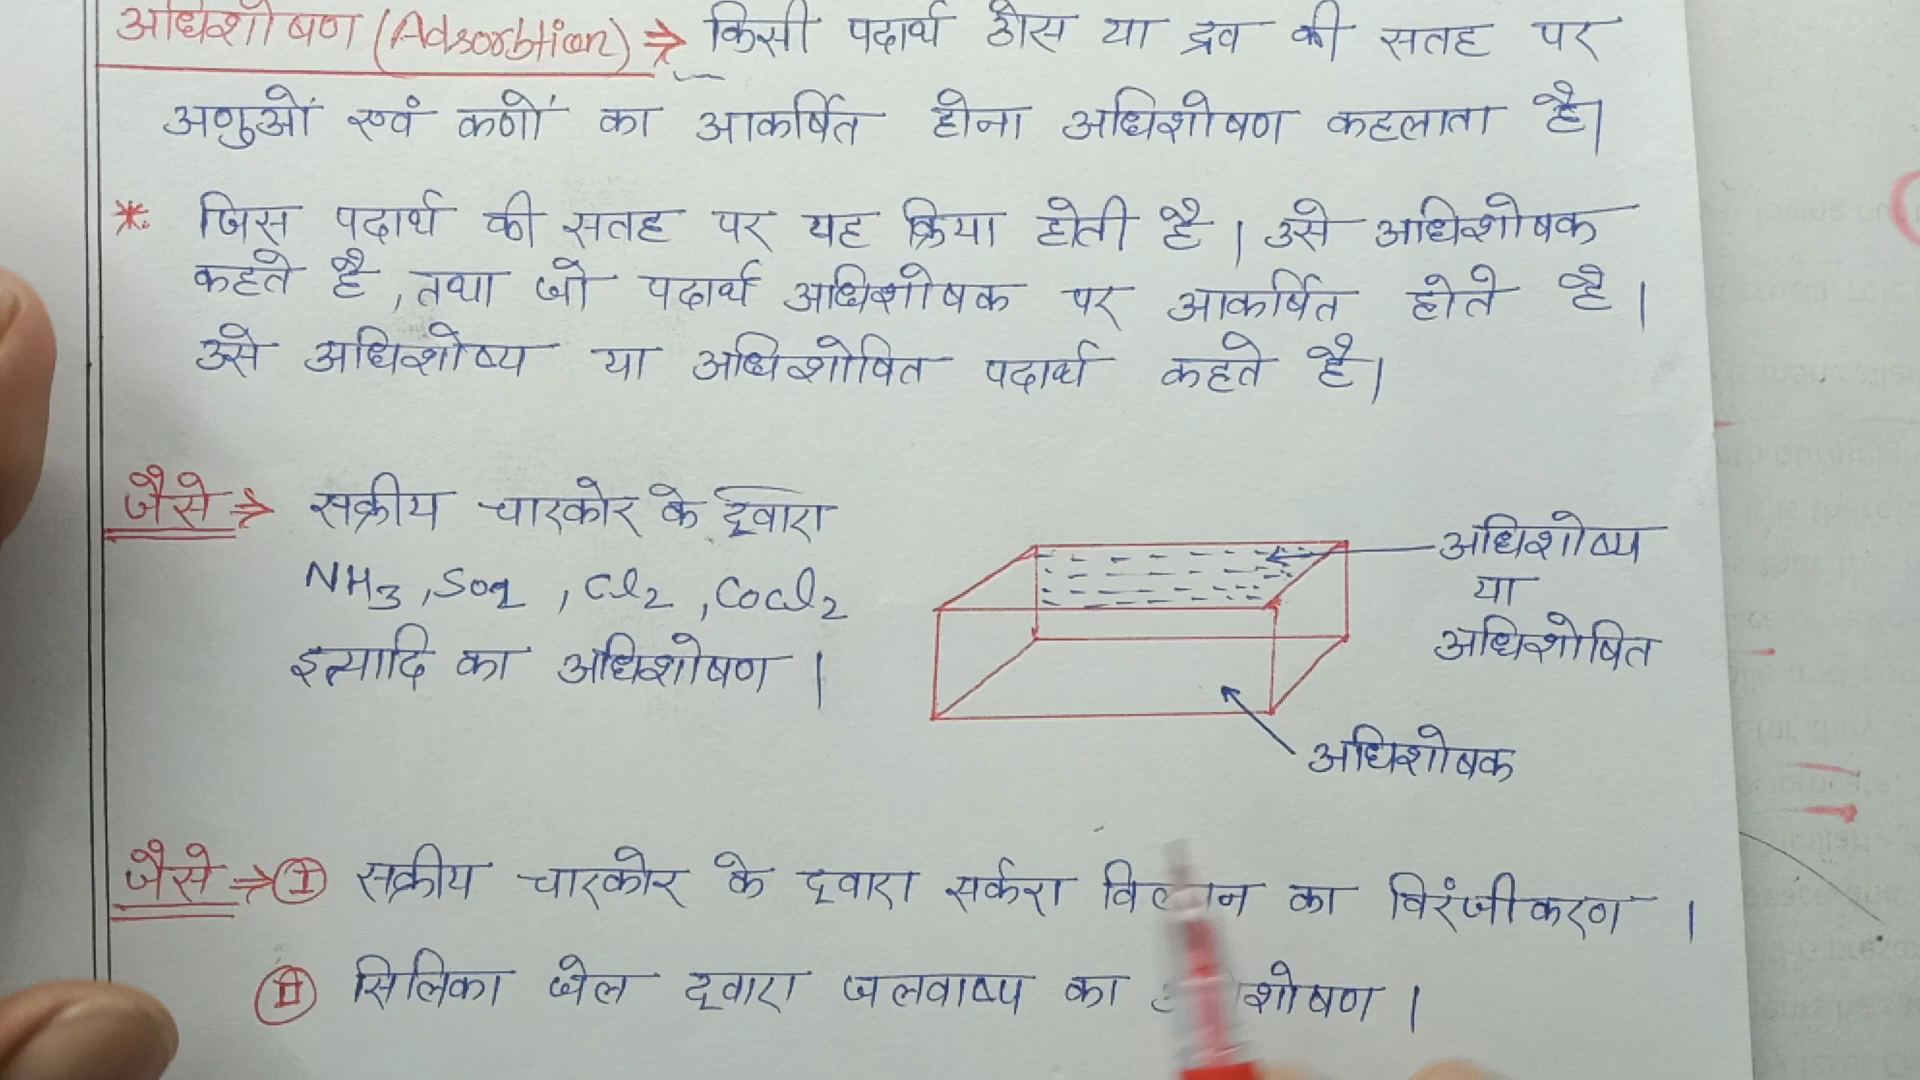 अधिशोषण (Adsorbtion) ⇒ किसी पदार्थ ठोस या द्रव की सतह पर
अणुओं एवं कणों का आकर्षित होना अधिशोषण कहलाता है।
* जिस पदार्थ की सतह पर यह क्रिया होती है। उसे अधिशोषक
कहते है, तथा जो पदार्थ अधिशोषक पर आकर्षित होते है।
उसे अधिशोष्य या अधिशोषित पदार्थ कहते है।
जैसे ⇒ सक्रीय चारकोर के द्वारा
NH3, SO2, Cl2, COCl2
इत्यादि का अधिशोषण।
अधिशोष्य
या
अधिशोषित
अधिशोषक
जैसे ⇒ (I) सक्रीय चारकोर के द्वारा सर्करा का विरंजीकरण।
(II) सिलिका जेल द्वारा जलवाष्प का शोषण।